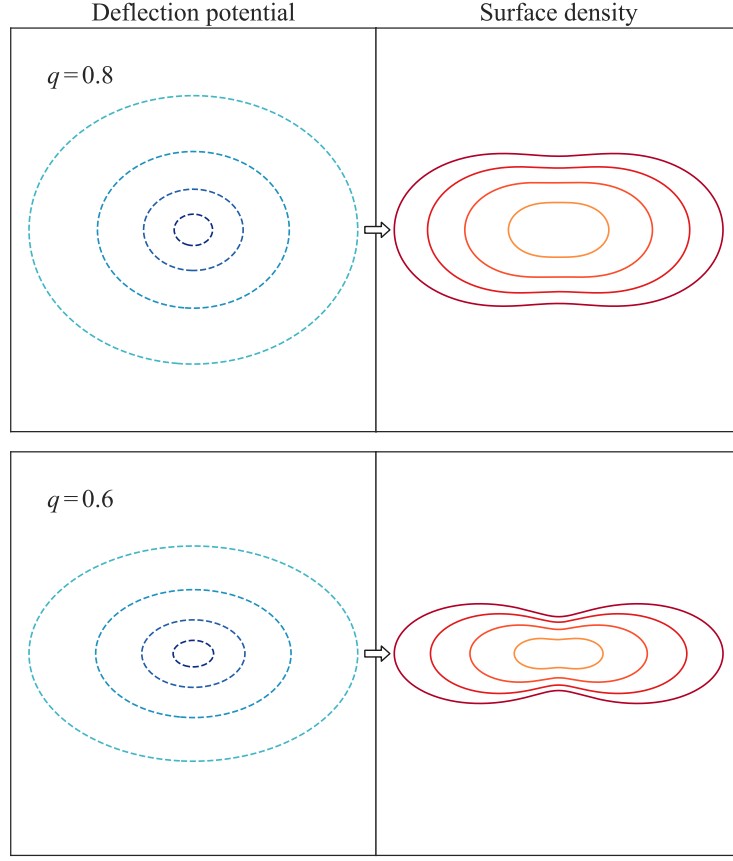 Deflection potential
Surface density
q = 0.8
q = 0.6